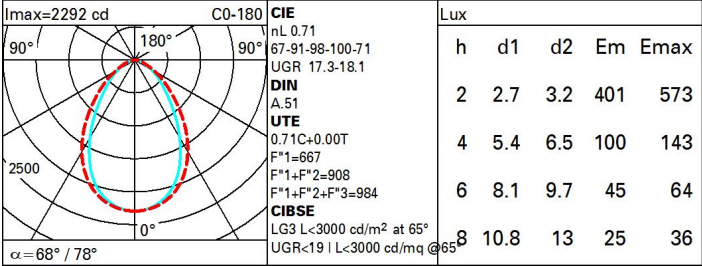 Imax=2292 cd C0-180
90° 180° 90°
2500
0°
α=68° / 78°
CIE
nL 0.71
67-91-98-100-71
UGR 17.3-18.1
DIN
A.51
UTE
0.71C+0.00T
F"1=667
F"1+F"2=908
F"1+F"2+F"3=984
CIBSE
LG3 L<3000 cd/m² at 65°
UGR<19 | L<3000 cd/mq @65°
Lux
h d1 d2 Em Emax
2 2.7 3.2 401 573
4 5.4 6.5 100 143
6 8.1 9.7 45 64
8 10.8 13 25 36